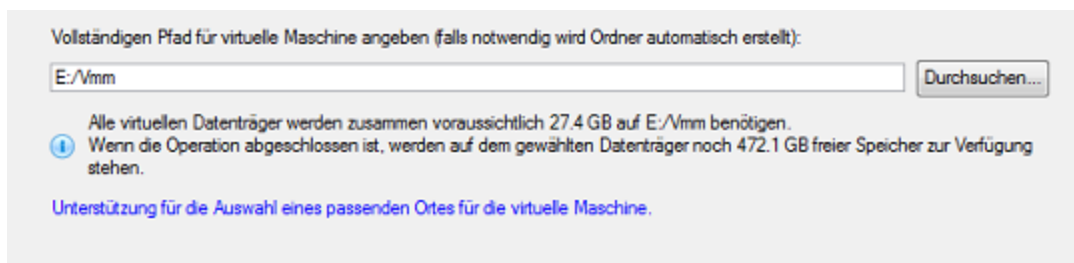 Vollständigen Pfad für virtuelle Maschine angeben (falls notwendig wird Ordner automatisch erstellt):
E:/Vmm
Durchsuchen...
Alle virtuellen Datenträger werden zusammen voraussichtlich 27.4 GB auf E:/Vmm benötigen.
Wenn die Operation abgeschlossen ist, werden auf dem gewählten Datenträger noch 472.1 GB freier Speicher zur Verfügung
stehen.
Unterstützung für die Auswahl eines passenden Ortes für die virtuelle Maschine.